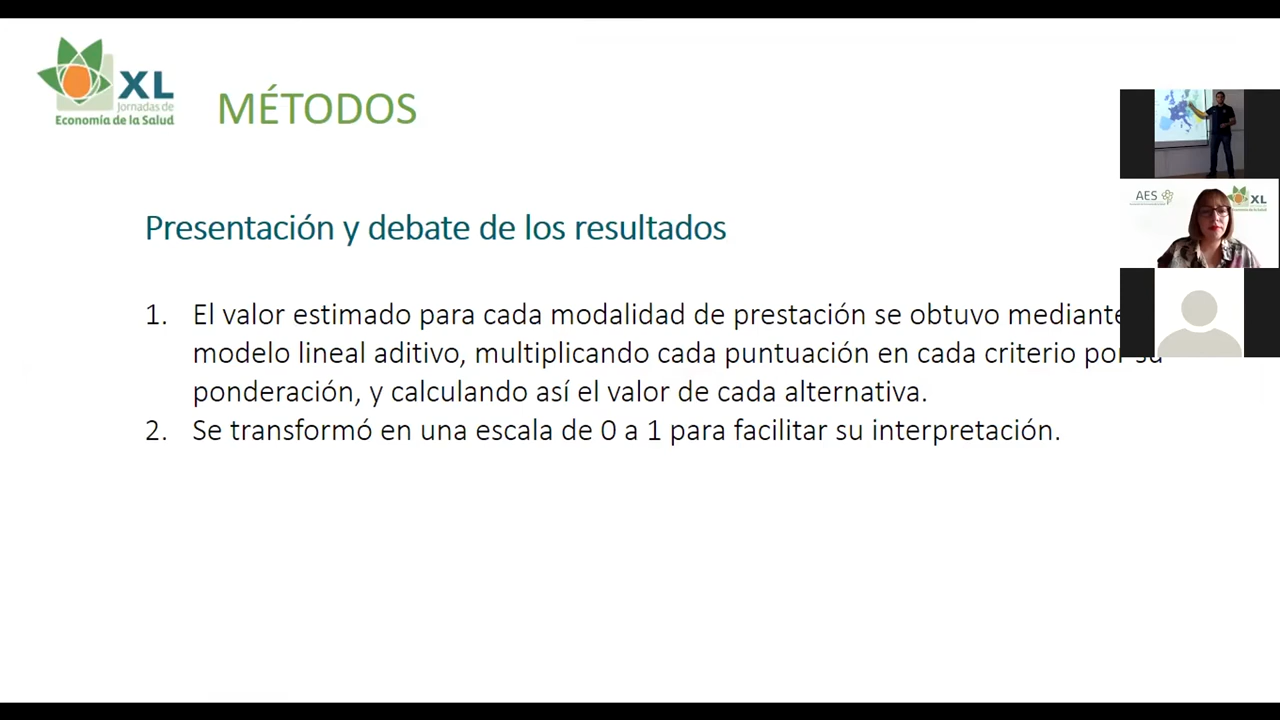 XL
Jornadas de
Economía de la Salud
MÉTODOS
AES
XL
Presentación y debate de los resultados
1. El valor estimado para cada modalidad de prestación se obtuvo mediante
modelo lineal aditivo, multiplicando cada puntuación en cada criterio por su
ponderación, y calculando así el valor de cada alternativa.
2. Se transformó en una escala de 0 a 1 para facilitar su interpretación.